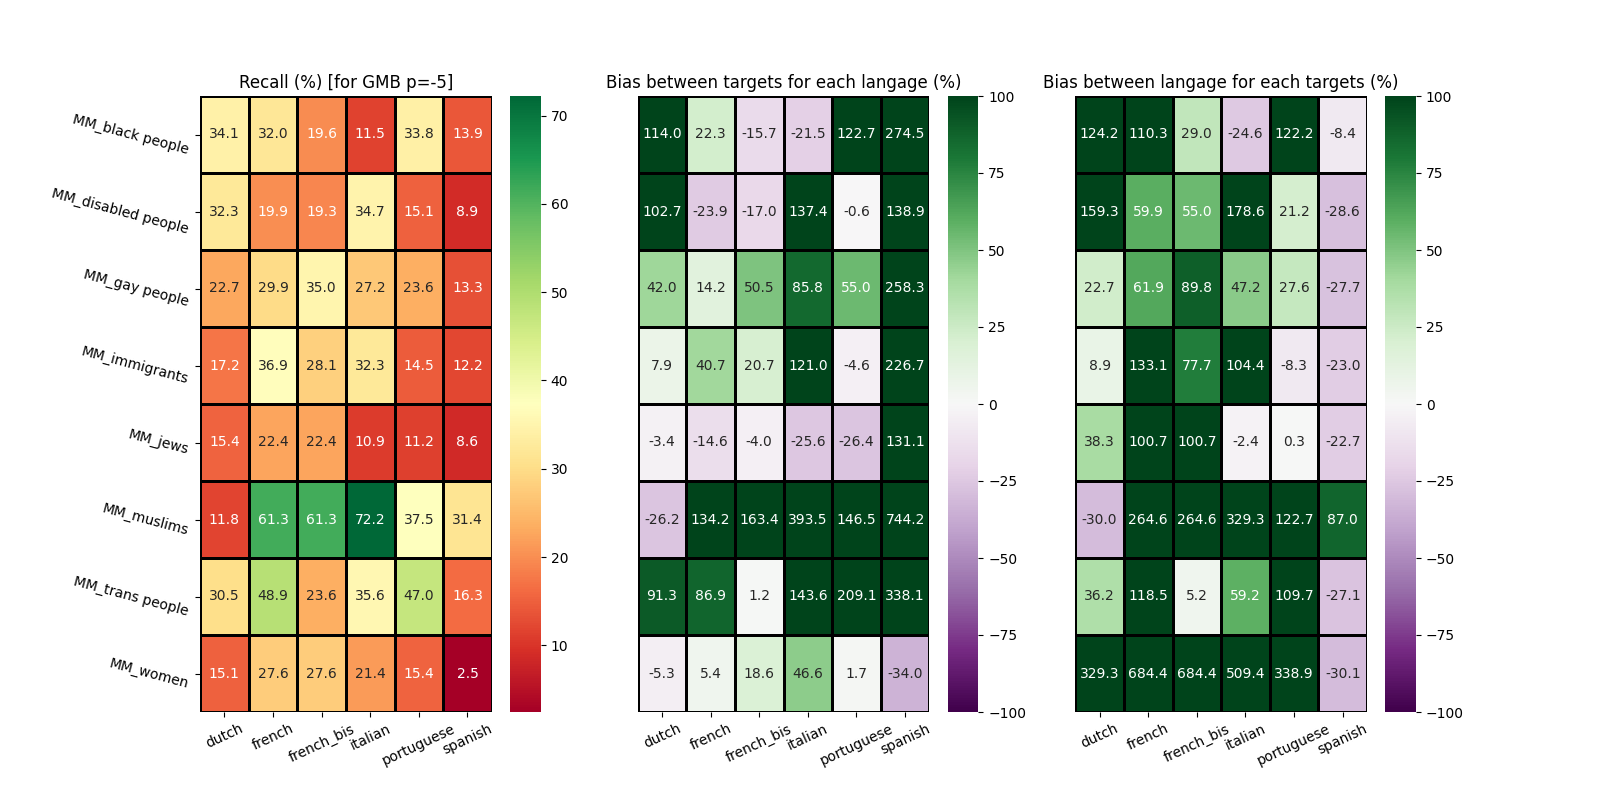 Recall (%) [for GMB p=-5]
Bias between targets for each langage (%)
Bias between langage for each targets (%)
MM_black people 34.1 32.0 19.6 11.5 33.8 13.9 114.0 22.3 -15.7 -21.5 122.7 274.5 124.2 110.3 29.0 -24.6 122.2 -8.4
MM_disabled people 32.3 19.9 19.3 34.7 15.1 8.9 102.7 -23.9 -17.0 137.4 -0.6 138.9 159.3 59.9 55.0 178.6 21.2 -28.6
MM_gay people 22.7 29.9 35.0 27.2 23.6 13.3 42.0 14.2 50.5 85.8 55.0 258.3 22.7 61.9 89.8 47.2 27.6 -27.7
MM_immigrants 17.2 36.9 28.1 32.3 14.5 12.2 7.9 40.7 20.7 121.0 -4.6 226.7 8.9 133.1 77.7 104.4 -8.3 -23.0
MM_jews 15.4 22.4 22.4 10.9 11.2 8.6 -3.4 -14.6 -4.0 -25.6 -26.4 131.1 38.3 100.7 100.7 -2.4 0.3 -22.7
MM_muslims 11.8 61.3 61.3 72.2 37.5 31.4 -26.2 134.2 163.4 393.5 146.5 744.2 -30.0 264.6 264.6 329.3 122.7 87.0
MM_trans people 30.5 48.9 23.6 35.6 47.0 16.3 91.3 86.9 1.2 143.6 209.1 338.1 36.2 118.5 5.2 59.2 109.7 -27.1
MM_women 15.1 27.6 27.6 21.4 15.4 2.5 -5.3 5.4 18.6 46.6 1.7 -34.0 329.3 684.4 684.4 509.4 338.9 -30.1
dutch french french_bis italian portuguese spanish
70
60
50
40
30
20
10
dutch french french_bis italian portuguese spanish
100
75
50
25
0
−25
−50
−75
−100
dutch french french_bis italian portuguese spanish
100
75
50
25
0
−25
−50
−75
−100